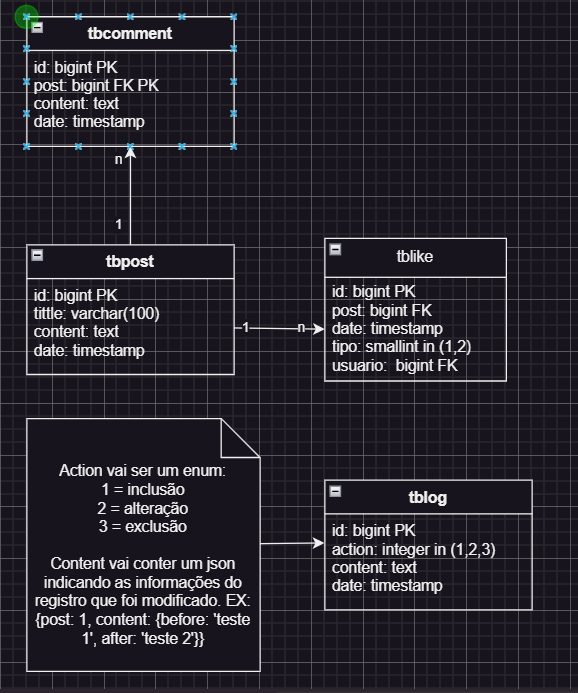 tbcomment
id: bigint PK
post: bigint FK PK
content: text
date: timestamp
n
1
tbpost
id: bigint PK
tittle: varchar(100)
content: text
date: timestamp
1
n
tblike
id: bigint PK
post: bigint FK
date: timestamp
tipo: smallint in (1,2)
usuario:  bigint FK
Action vai ser um enum:
1 = inclusão
2 = alteração
3 = exclusão
Content vai conter um json
indicando as informações do
registro que foi modificado. EX:
{post: 1, content: {before: 'teste
1', after: 'teste 2'}}
tblog
id: bigint PK
action: integer in (1,2,3)
content: text
date: timestamp